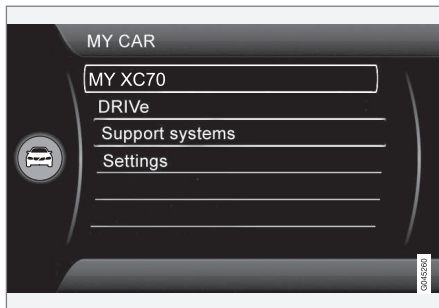 MY CAR
MY XC70
DRIVe
Support systems
Settings
G045260